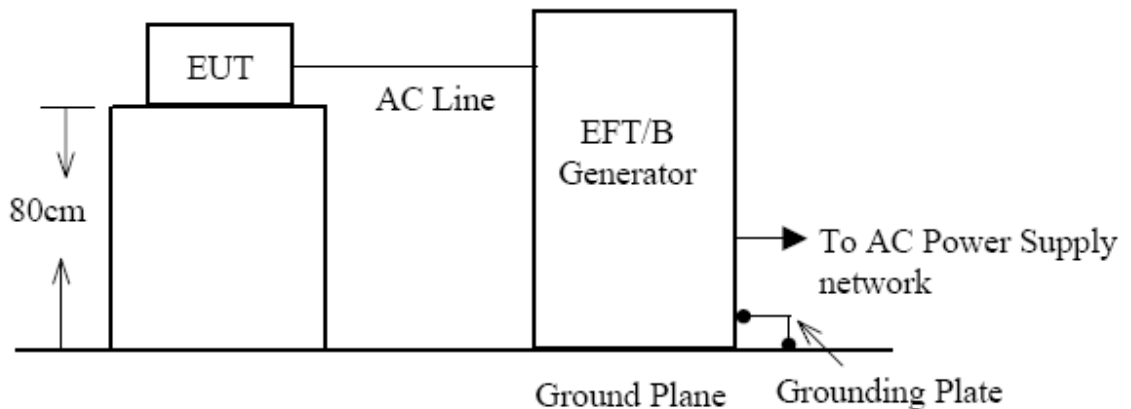 EUT
AC Line
EFT/B
Generator
80cm
To AC Power Supply
network
Ground Plane
Grounding Plate